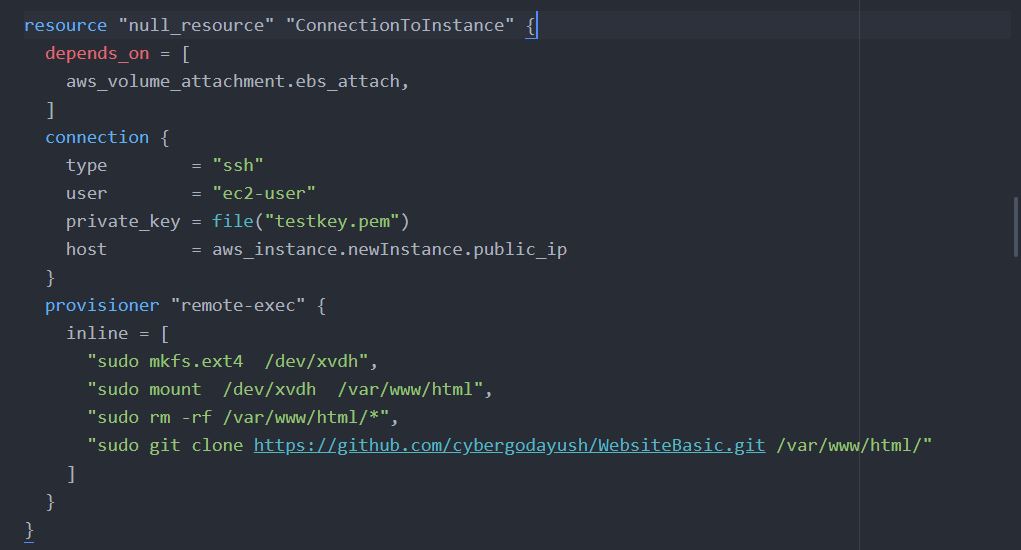 resource "null_resource" "ConnectionToInstance" {
  depends_on = [
    aws_volume_attachment.ebs_attach,
  ]
  connection {
    type        = "ssh"
    user        = "ec2-user"
    private_key = file("testkey.pem")
    host        = aws_instance.newInstance.public_ip
  }
  provisioner "remote-exec" {
    inline = [
      "sudo mkfs.ext4  /dev/xvdh",
      "sudo mount  /dev/xvdh  /var/www/html",
      "sudo rm -rf /var/www/html/*",
      "sudo git clone https://github.com/cybergodayush/WebsiteBasic.git /var/www/html/"
    ]
  }
}